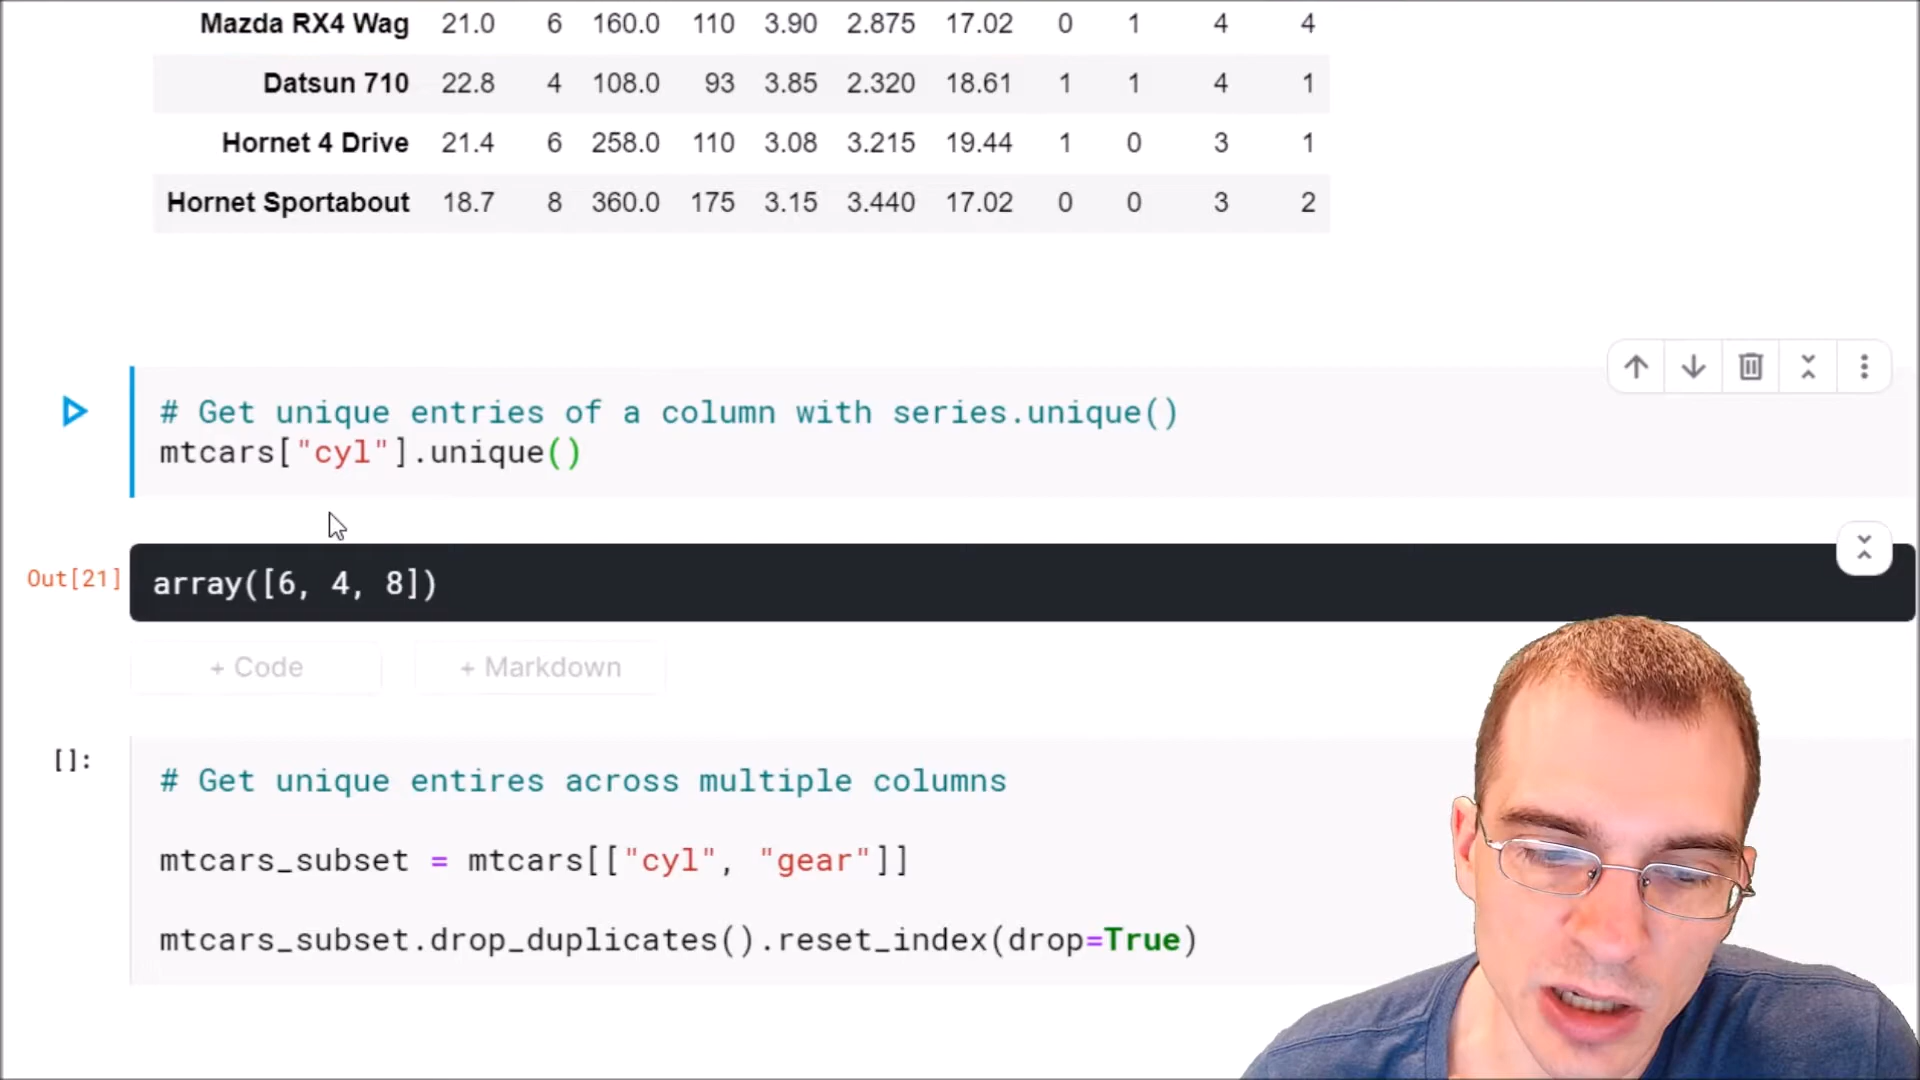 Mazda RX4 Wag 21.0 6 160.0 110 3.90 2.875 17.02 0 1 4 4
Datsun 710 22.8 4 108.0 93 3.85 2.320 18.61 1 1 4 1
Hornet 4 Drive 21.4 6 258.0 110 3.08 3.215 19.44 1 0 3 1
Hornet Sportabout 18.7 8 360.0 175 3.15 3.440 17.02 0 0 3 2
# Get unique entries of a column with series.unique()
mtcars["cyl"].unique()
Out[21] array([6, 4, 8])
+ Code + Markdown
[]:
# Get unique entires across multiple columns
mtcars_subset = mtcars[["cyl", "gear"]]
mtcars_subset.drop_duplicates().reset_index(drop=True)